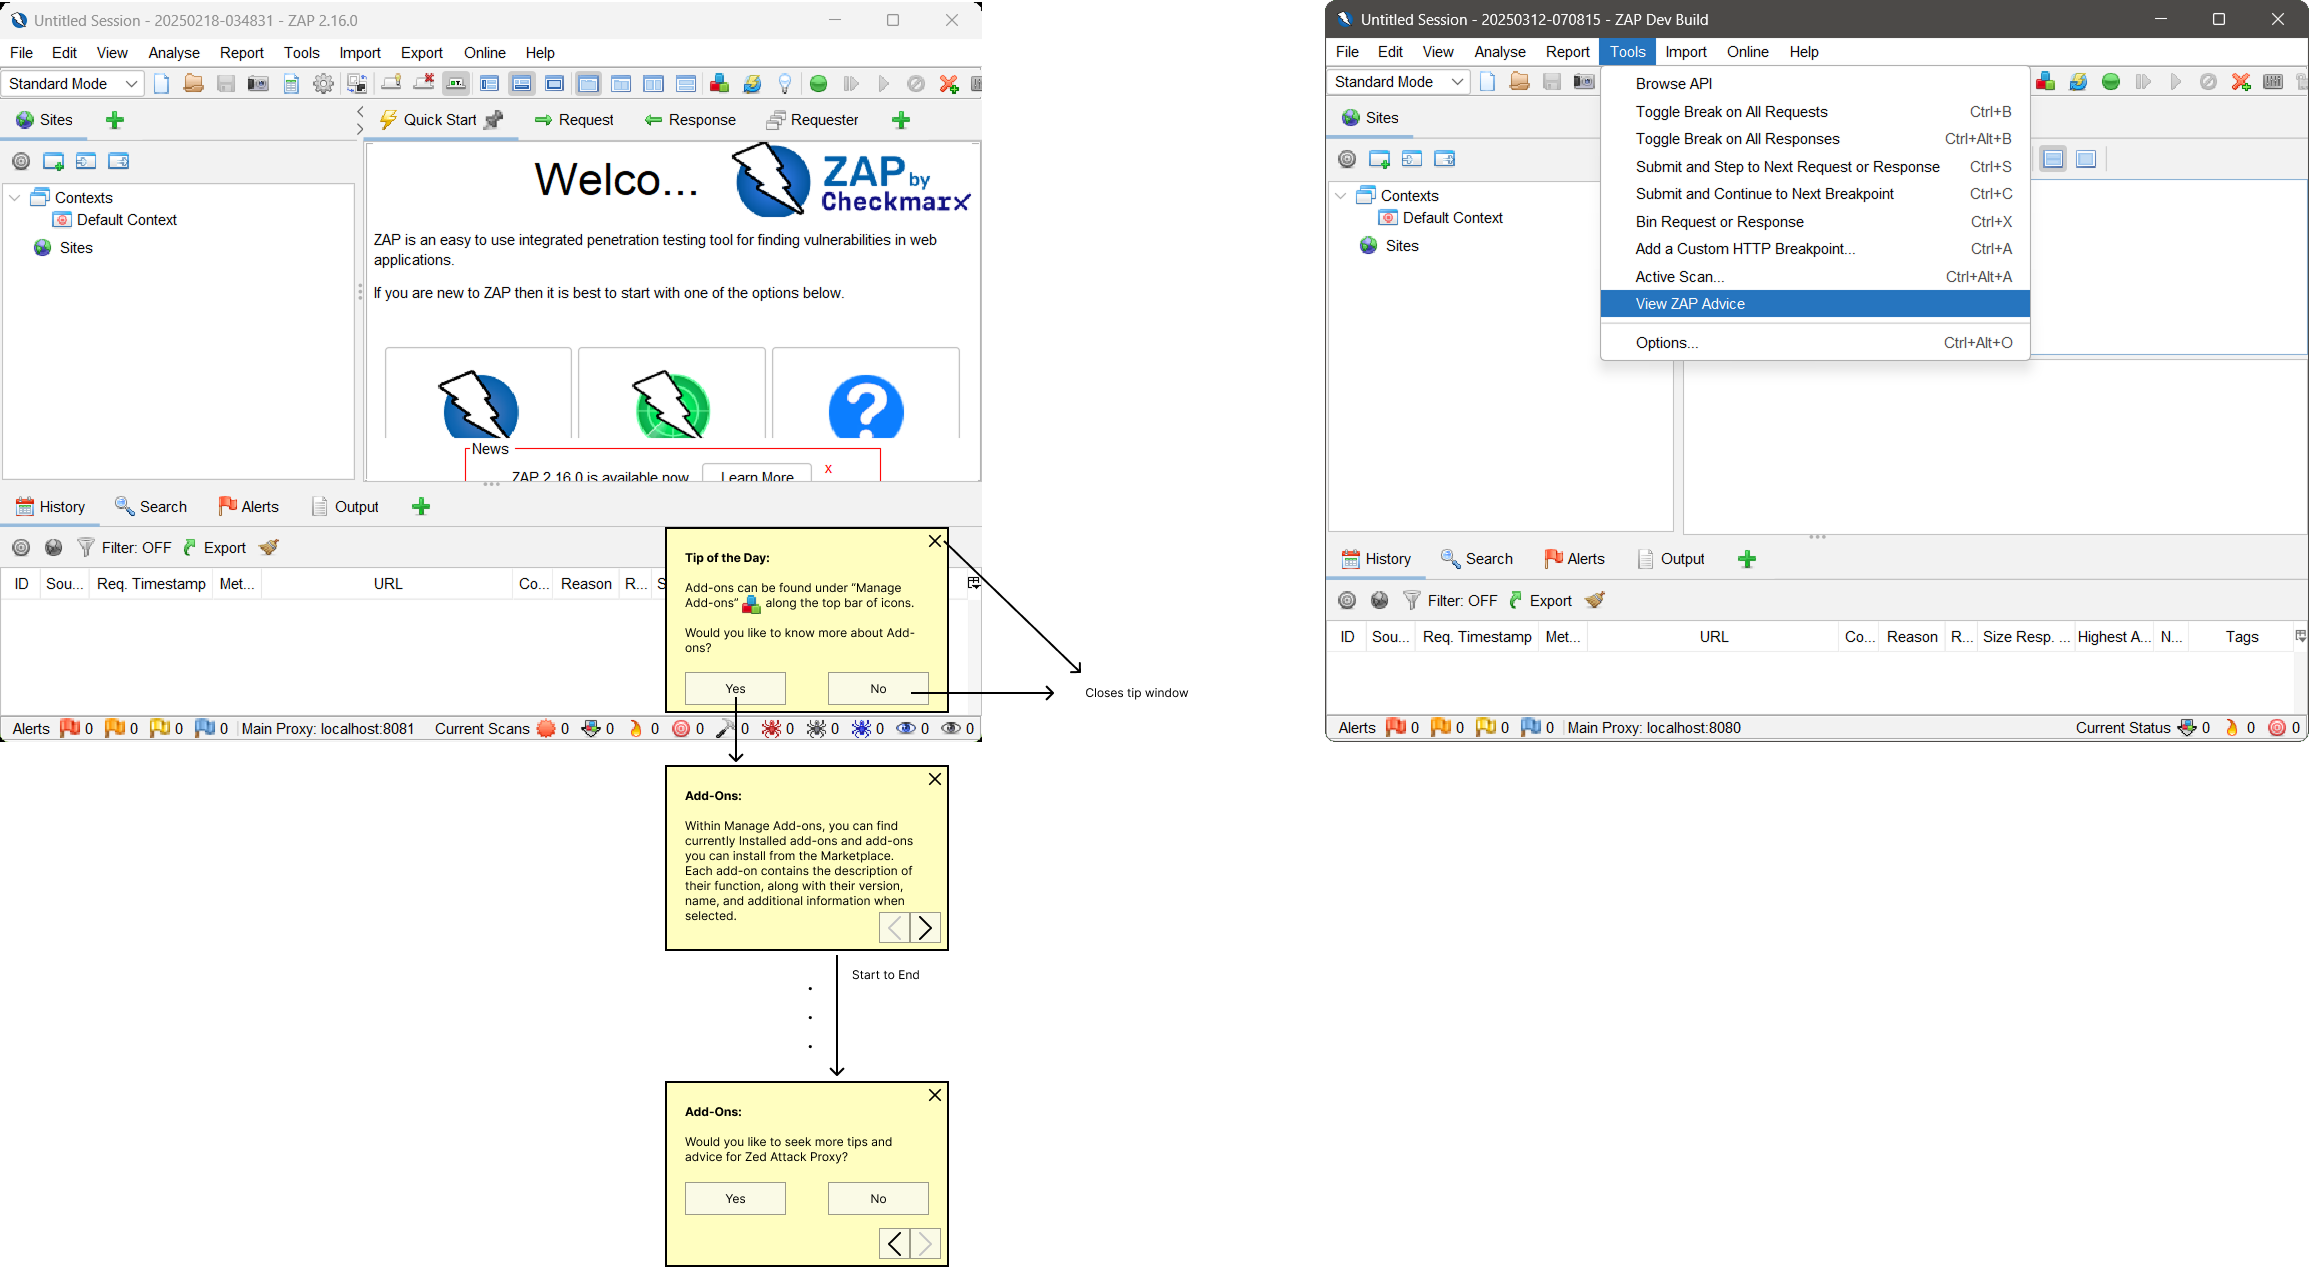 Untitled Session - 20250218-034831 - ZAP 2.16.0
File Edit View Analyse Report Tools Import Export Online Help
Standard Mode
Sites
Quick Start Request Response Requester
Contexts
Default Context
Sites
Welco...
ZAP by
Checkmarx
ZAP is an easy to use integrated penetration testing tool for finding vulnerabilities in web
applications.
If you are new to ZAP then it is best to start with one of the options below.
News
ZAP 2.16.0 is available now Learn More x
History Search Alerts Output
Filter: OFF Export
ID Sou... Req. Timestamp Met... URL Co... Reason R... S
Tip of the Day:
Add-ons can be found under “Manage
Add-ons” along the top bar of icons.
Would you like to know more about Add-
ons?
Yes No
Closes tip window
Alerts 0 0 0 0 Main Proxy: localhost:8081 Current Scans 0 0 0 0 0 0 0 0 0 0
Add-Ons:
Within Manage Add-ons, you can find
currently Installed add-ons and add-ons
you can install from the Marketplace.
Each add-on contains the description of
their function, along with their version,
name, and additional information when
selected.
Start to End
Add-Ons:
Would you like to seek more tips and
advice for Zed Attack Proxy?
Yes No
Untitled Session - 20250312-070815 - ZAP Dev Build
File Edit View Analyse Report Tools Import Online Help
Standard Mode
Sites
Contexts
Default Context
Sites
Browse API
Toggle Break on All Requests Ctrl+B
Toggle Break on All Responses Ctrl+Alt+B
Submit and Step to Next Request or Response Ctrl+S
Submit and Continue to Next Breakpoint Ctrl+C
Bin Request or Response Ctrl+X
Add a Custom HTTP Breakpoint... Ctrl+A
Active Scan... Ctrl+Alt+A
View ZAP Advice
Options... Ctrl+Alt+O
History Search Alerts Output
Filter: OFF Export
ID Sou... Req. Timestamp Met... URL Co... Reason R... Size Resp. ... Highest A... N... Tags
Alerts 0 0 0 0 Main Proxy: localhost:8080 Current Status 0 0 0